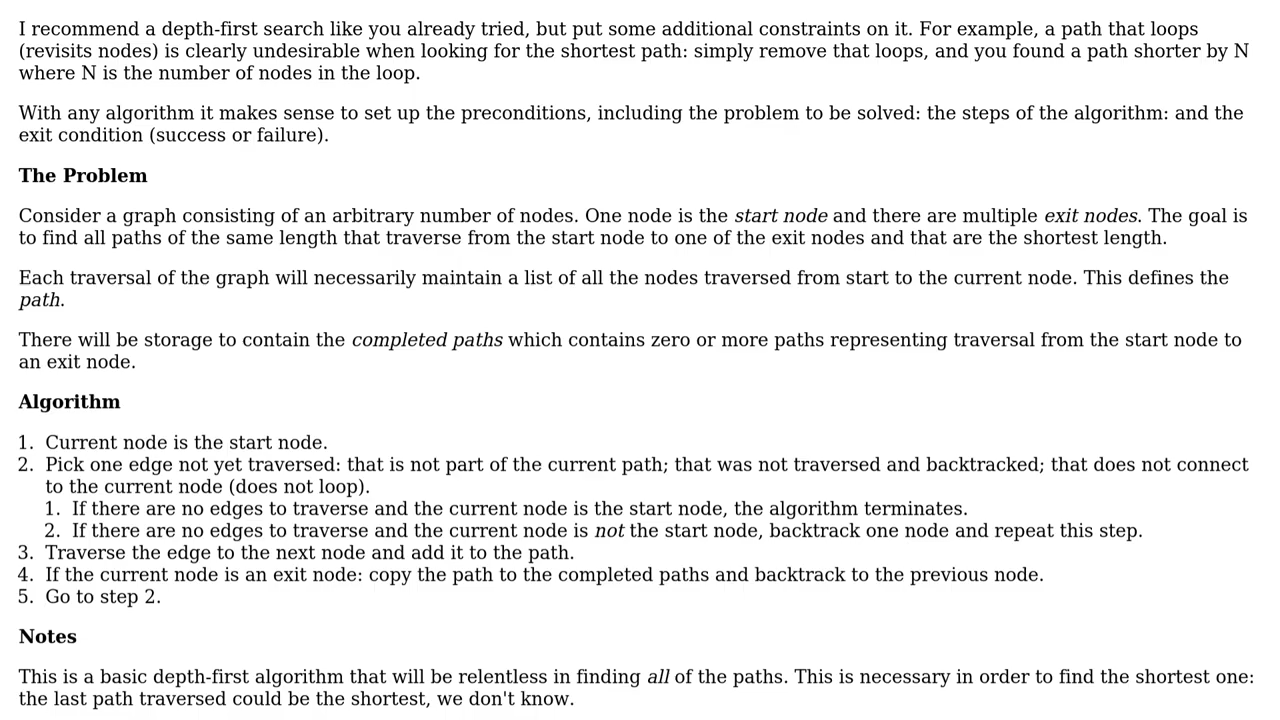 I recommend a depth-first search like you already tried, but put some additional constraints on it. For example, a path that loops
(revisits nodes) is clearly undesirable when looking for the shortest path: simply remove that loops, and you found a path shorter by N
where N is the number of nodes in the loop.
With any algorithm it makes sense to set up the preconditions, including the problem to be solved: the steps of the algorithm: and the
exit condition (success or failure).
The Problem
Consider a graph consisting of an arbitrary number of nodes. One node is the start node and there are multiple exit nodes. The goal is
to find all paths of the same length that traverse from the start node to one of the exit nodes and that are the shortest length.
Each traversal of the graph will necessarily maintain a list of all the nodes traversed from start to the current node. This defines the
path.
There will be storage to contain the completed paths which contains zero or more paths representing traversal from the start node to
an exit node.
Algorithm
1. Current node is the start node.
2. Pick one edge not yet traversed: that is not part of the current path; that was not traversed and backtracked; that does not connect
to the current node (does not loop).
1. If there are no edges to traverse and the current node is the start node, the algorithm terminates.
2. If there are no edges to traverse and the current node is not the start node, backtrack one node and repeat this step.
3. Traverse the edge to the next node and add it to the path.
4. If the current node is an exit node: copy the path to the completed paths and backtrack to the previous node.
5. Go to step 2.
Notes
This is a basic depth-first algorithm that will be relentless in finding all of the paths. This is necessary in order to find the shortest one:
the last path traversed could be the shortest, we don't know.